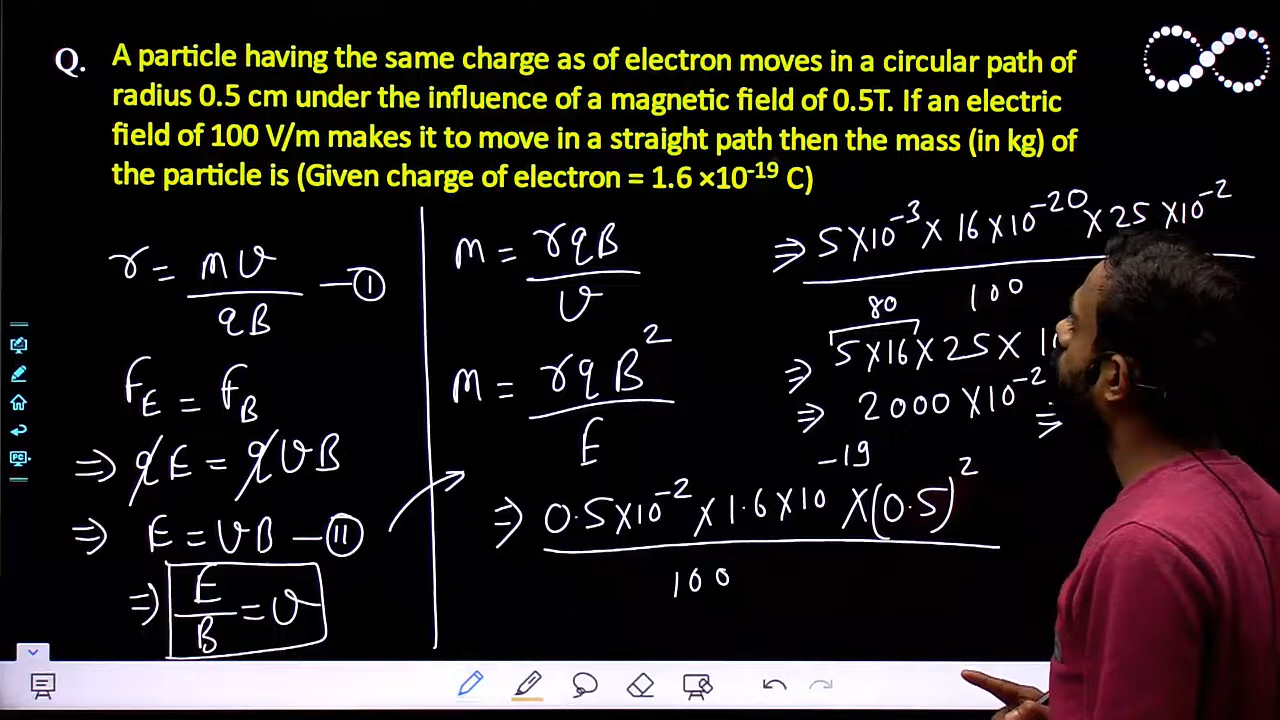 Q. A particle having the same charge as of electron moves in a circular path of
radius 0.5 cm under the influence of a magnetic field of 0.5T. If an electric
field of 100 V/m makes it to move in a straight path then the mass (in kg) of
the particle is (Given charge of electron = 1.6 ×10⁻¹⁹ C)
r = mv/qB —①
F_E = F_B
⇒ qE = qvB
⇒ E = vB —②
⇒ E/B = v
m = rqB/v
m = rqB²/E
⇒ 0.5×10⁻² × 1.6×10⁻¹⁹ ×(0.5)²/100
⇒ 5×10⁻³ × 16×10⁻²⁰ × 25×10⁻²/100
80
⇒ 5×16×25×
⇒ 2000×10⁻²
⇒
PC